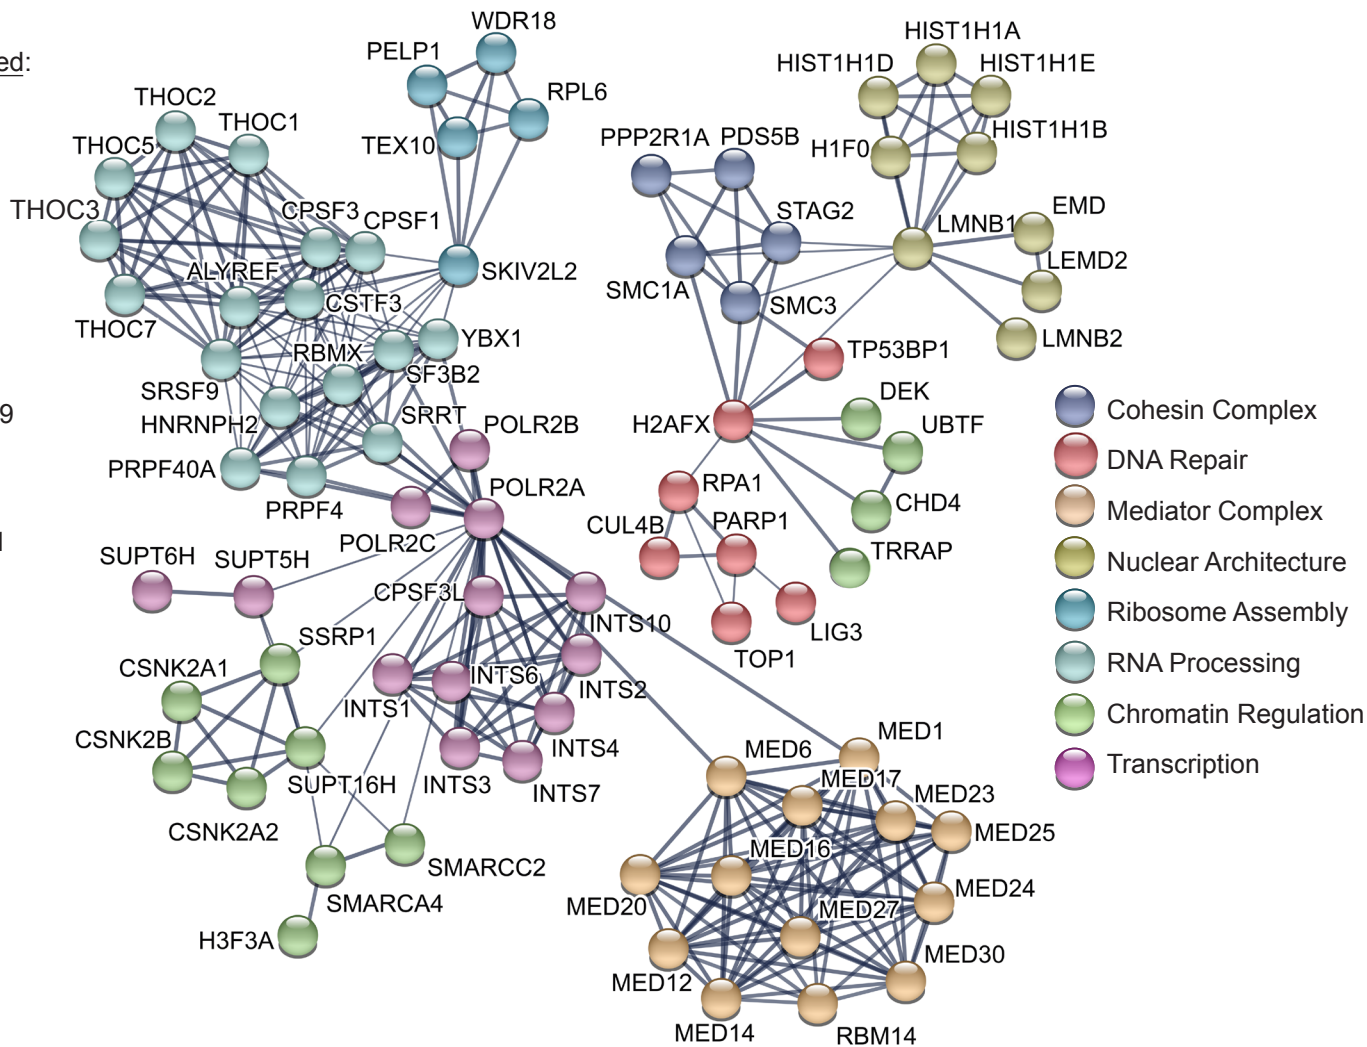 ed:
WDR18
PELP1
RPL6
TEX10
THOC2
THOC1
THOC5
THOC3
CPSF3
CPSF1
ALYREF
SKIV2L2
CSTF3
THOC7
YBX1
RBMX
SF3B2
SRSF9
HNRNPH2
SRRT
POLR2B
PRPF40A
POLR2A
PRPF4
POLR2C
9
SUPT6H
SUPT5H
CPSF3L
INTS10
SSRP1
CSNK2A1
INTS6
INTS2
INTS1
CSNK2B
INTS4
SUPT16H
INTS3
INTS7
CSNK2A2
SMARCC2
SMARCA4
H3F3A
HIST1H1A
HIST1H1D
HIST1H1E
HIST1H1B
H1F0
PPP2R1A
PDS5B
STAG2
LMNB1
EMD
LEMD2
SMC1A
SMC3
LMNB2
TP53BP1
DEK
H2AFX
UBTF
RPA1
CHD4
CUL4B
PARP1
TRRAP
LIG3
TOP1
MED1
MED6
MED17
MED23
MED25
MED16
MED24
MED20
MED27
MED30
MED12
MED14
RBM14
Cohesin Complex
DNA Repair
Mediator Complex
Nuclear Architecture
Ribosome Assembly
RNA Processing
Chromatin Regulation
Transcription